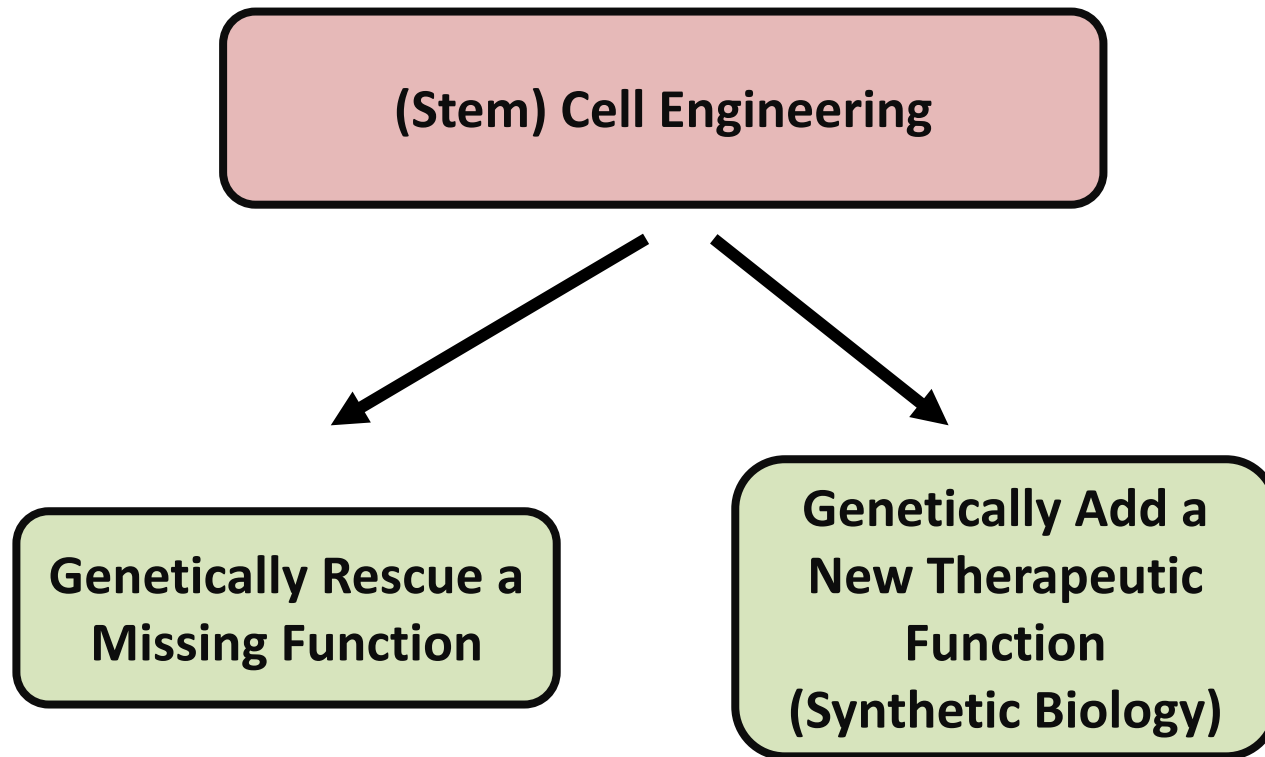 (Stem) Cell Engineering
Genetically Rescue a
Missing Function
Genetically Add a
New Therapeutic
Function
(Synthetic Biology)